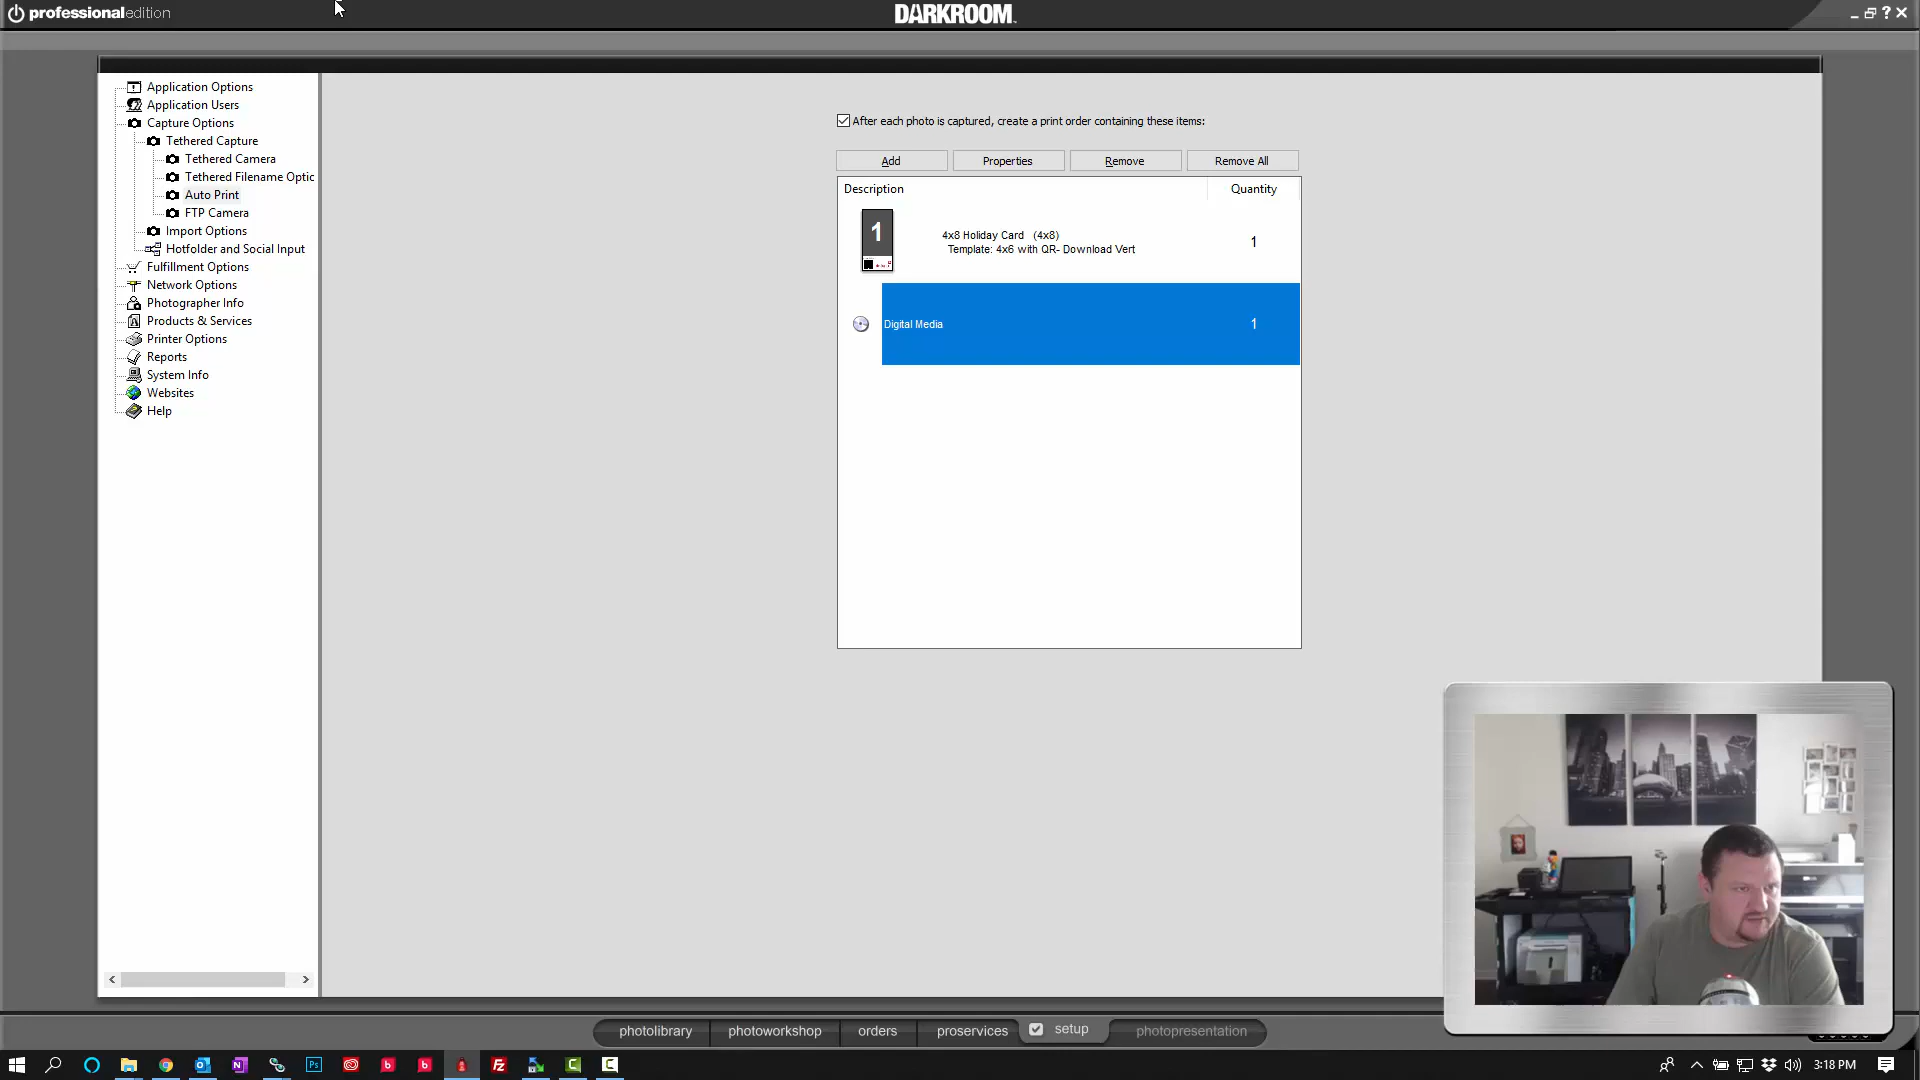 professionaledition
DARKROOM
Application Options
Application Users
Capture Options
Tethered Capture
Tethered Camera
Tethered Filename Optic
Auto Print
FTP Camera
Import Options
Hotfolder and Social Input
Fulfillment Options
Network Options
Photographer Info
Products & Services
Printer Options
Reports
System Info
Websites
Help
After each photo is captured, create a print order containing these items:
Add Properties Remove Remove All
Description Quantity
1
4x8 Holiday Card (4x8)
Template: 4x6 with QR- Download Vert
1
Digital Media 1
photolibrary photoworkshop orders proservices setup photopresentation
3:18 PM